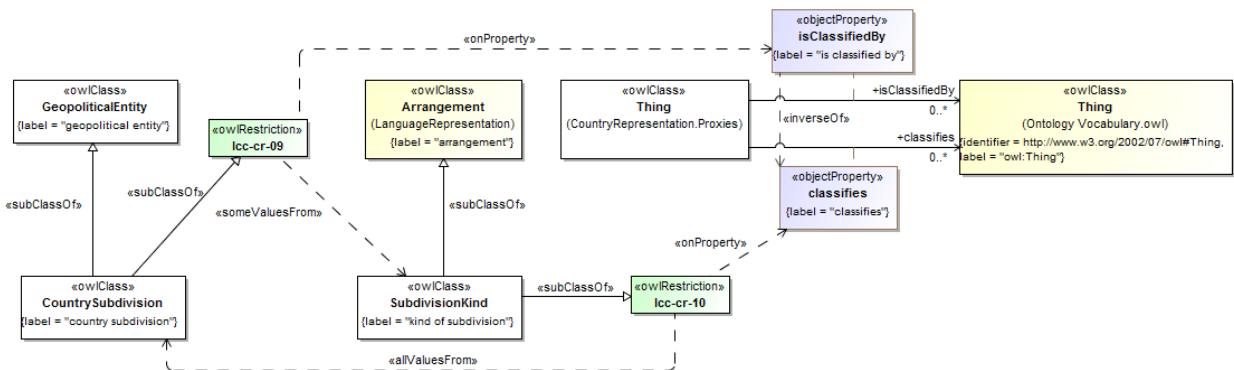 «objectProperty»
isClassifiedBy
{label = "is classified by"}
«onProperty»
«owlClass»
GeopoliticalEntity
{label = "geopolitical entity"}
«owlRestriction»
lcc-cr-09
«owlClass»
Arrangement
(LanguageRepresentation)
{label = "arrangement"}
«owlClass»
Thing
(CountryRepresentation.Proxies)
+isClassifiedBy
0..*
«inverseOf»
+classifies
0..*
«owlClass»
Thing
(Ontology Vocabulary.owl)
{identifier = http://www.w3.org/2002/07/owl#Thing,
label = "owl:Thing"}
«objectProperty»
classifies
{label = "classifies"}
«subClassOf»
«someValuesFrom»
«subClassOf»
«onProperty»
«owlClass»
CountrySubdivision
{label = "country subdivision"}
«owlClass»
SubdivisionKind
{label = "kind of subdivision"}
«subClassOf»
«owlRestriction»
lcc-cr-10
«allValuesFrom»